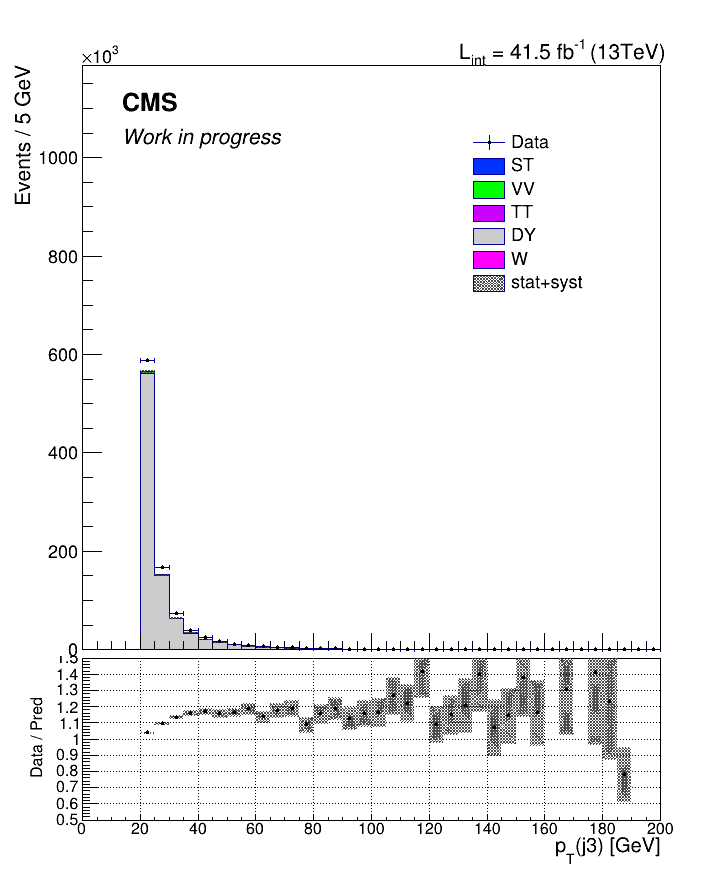 ×10³
L_int = 41.5 fb⁻¹ (13TeV)
Events / 5 GeV
CMS
Work in progress
Data
ST
VV
TT
DY
W
stat+syst
1000
800
600
400
200
0
Data / Pred
1.5
1.4
1.3
1.2
1.1
1
0.9
0.8
0.7
0.6
0.5
0 20 40 60 80 100 120 140 160 180 200
p_T(j3) [GeV]